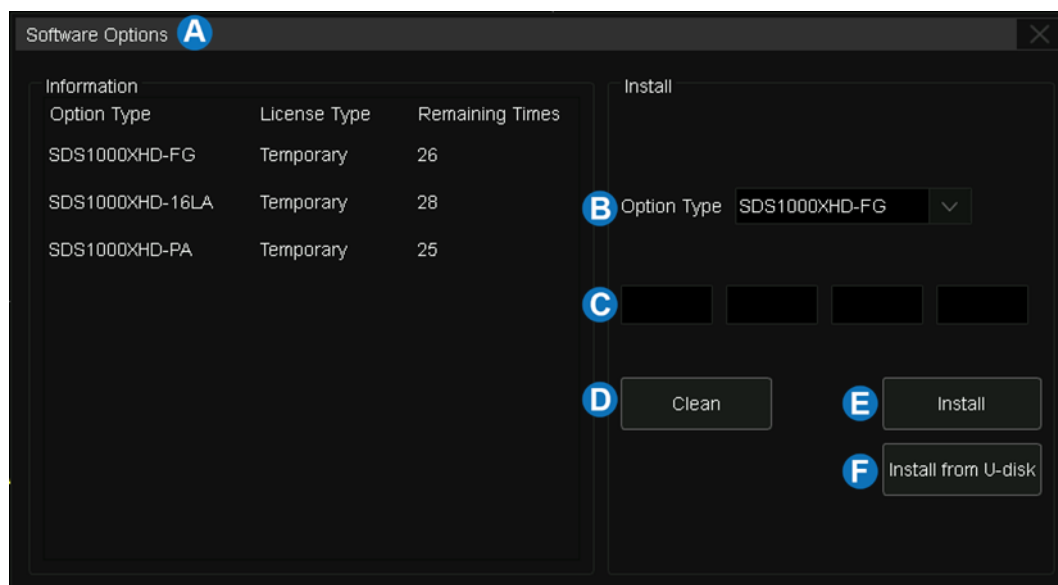 Software Options A
Information
Option Type License Type Remaining Times
SDS1000XHD-FG Temporary 26
SDS1000XHD-16LA Temporary 28
SDS1000XHD-PA Temporary 25
Install
B Option Type SDS1000XHD-FG
C
D Clean
E Install
F Install from U-disk